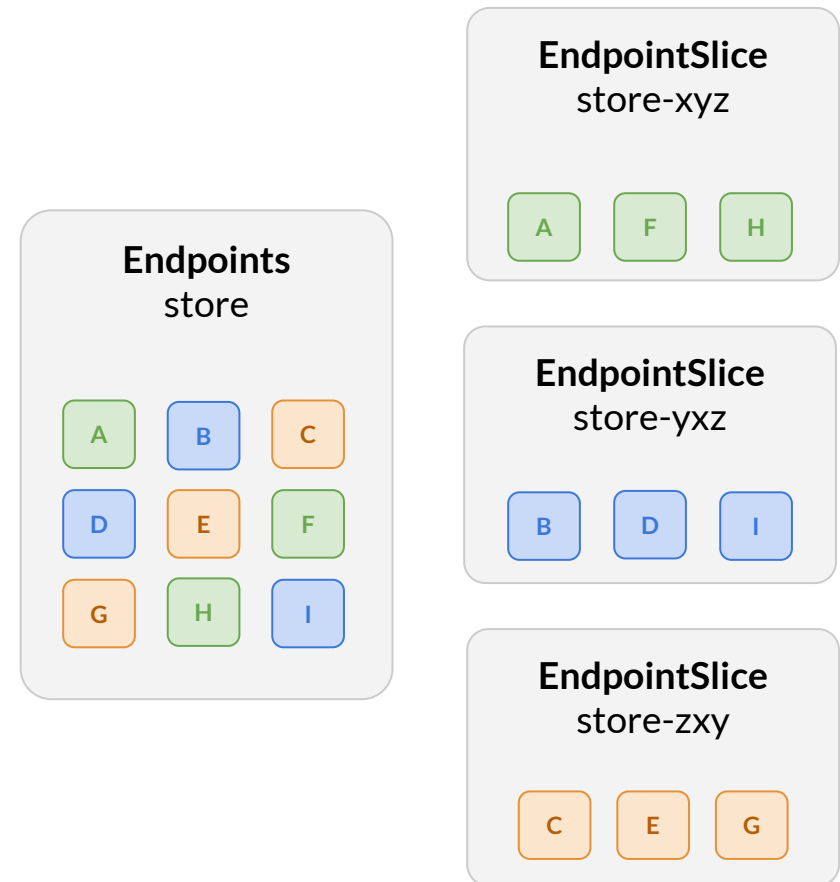 Endpoints
store
A B C
D E F
G H I
EndpointSlice
store-xyz
A F H
EndpointSlice
store-yxz
B D I
EndpointSlice
store-zxy
C E G